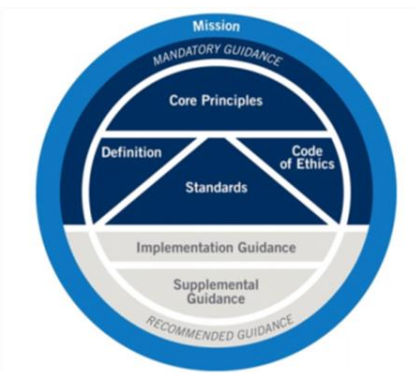 Mission
MANDATORY GUIDANCE
Core Principles
Definition
Code
of Ethics
Standards
Implementation Guidance
Supplemental
Guidance
RECOMMENDED GUIDANCE